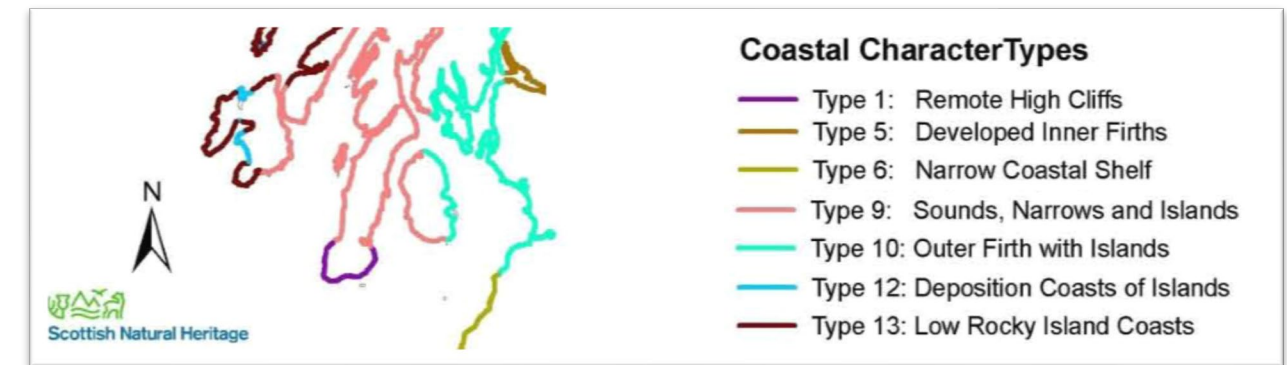 Coastal CharacterTypes
Type 1: Remote High Cliffs
Type 5: Developed Inner Firths
Type 6: Narrow Coastal Shelf
Type 9: Sounds, Narrows and Islands
Type 10: Outer Firth with Islands
Type 12: Deposition Coasts of Islands
Type 13: Low Rocky Island Coasts
N
Scottish Natural Heritage